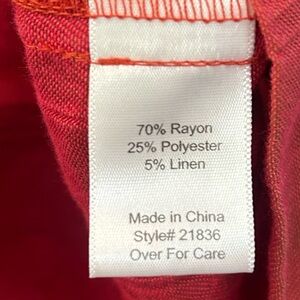 70% Rayon
25% Polyester
5% Linen
Made in China
Style# 21836
Over For Care